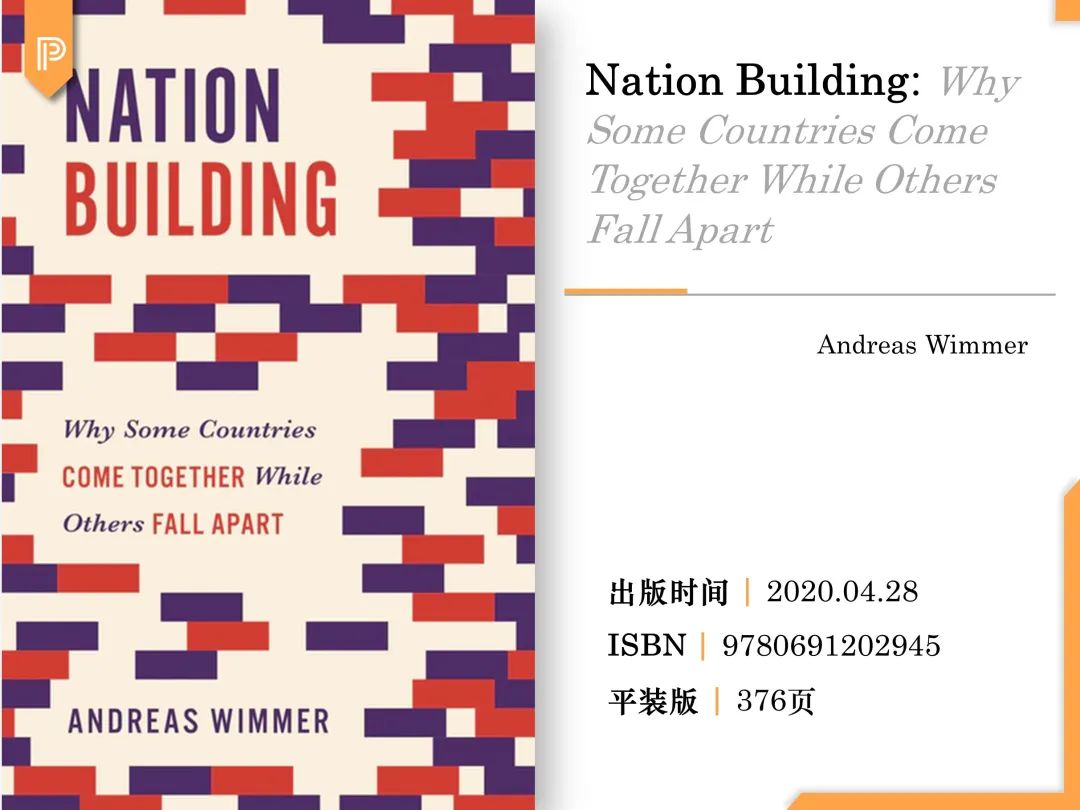 P
NATION
BUILDING
Why Some Countries
COME TOGETHER While
Others FALL APART
ANDREAS WIMMER
Nation Building: Why
Some Countries Come
Together While Others
Fall Apart
Andreas Wimmer
出版时间 | 2020.04.28
ISBN | 9780691202945
平装版 | 376页